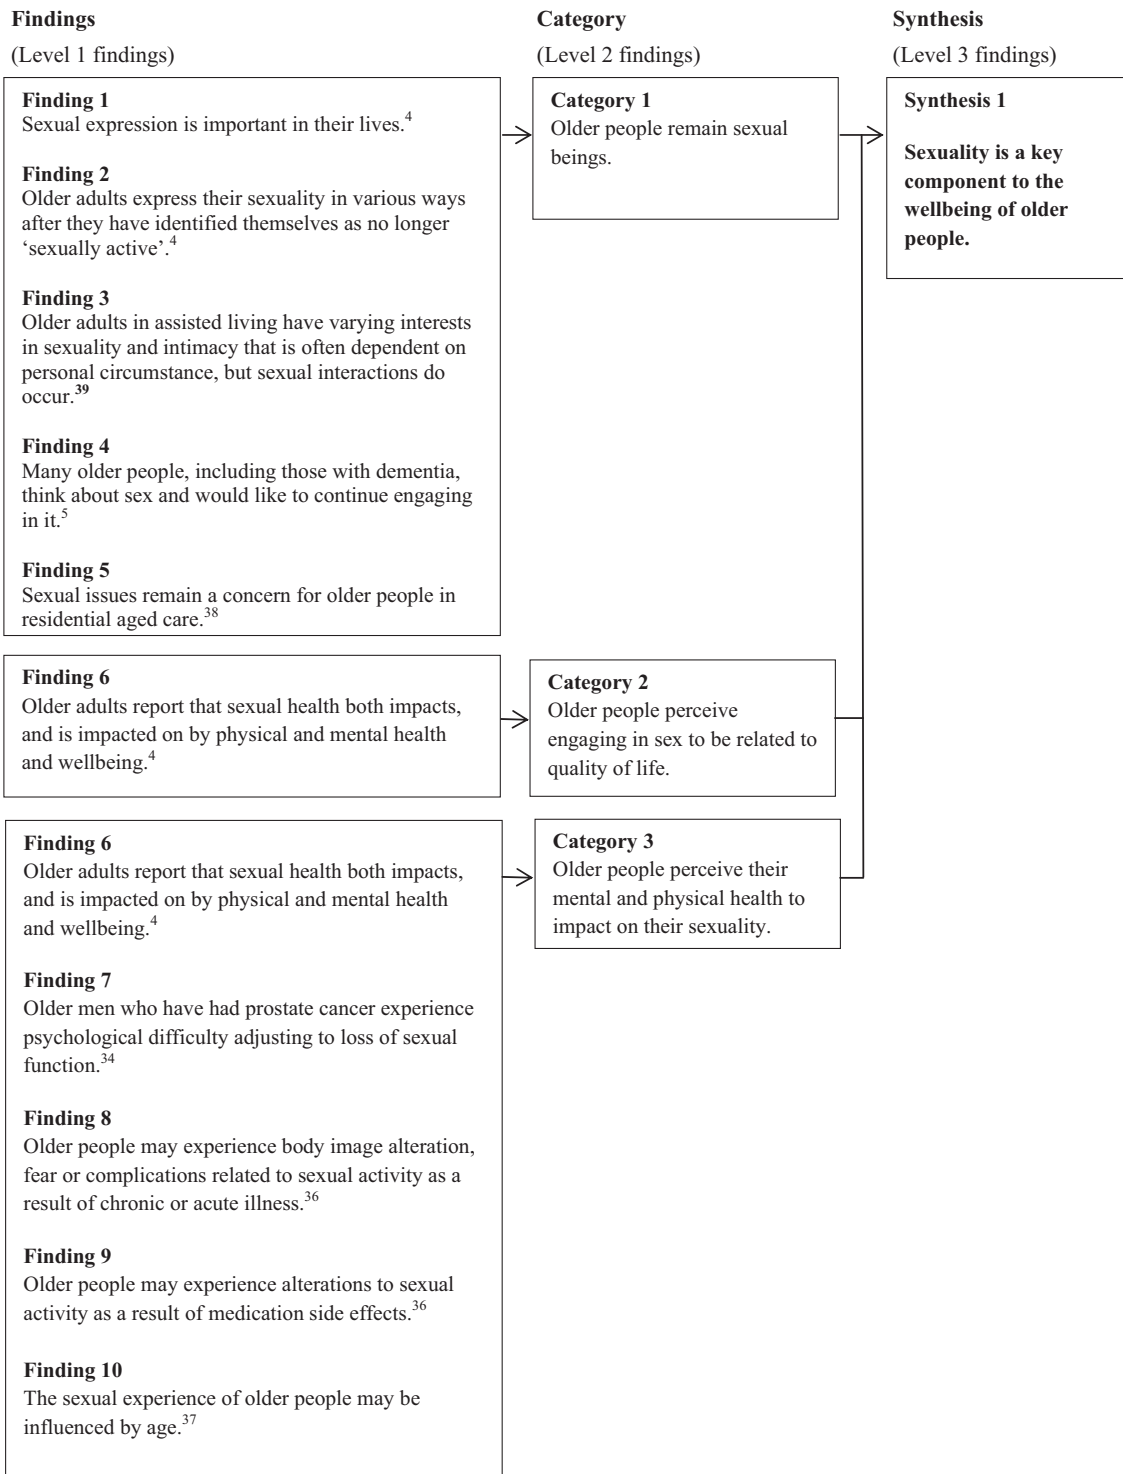 Findings
(Level 1 findings)
Category
(Level 2 findings)
Synthesis
(Level 3 findings)
Finding 1
Sexual expression is important in their lives.4
Finding 2
Older adults express their sexuality in various ways
after they have identified themselves as no longer
‘sexually active’.4
Finding 3
Older adults in assisted living have varying interests
in sexuality and intimacy that is often dependent on
personal circumstance, but sexual interactions do
occur.39
Finding 4
Many older people, including those with dementia,
think about sex and would like to continue engaging
in it.5
Finding 5
Sexual issues remain a concern for older people in
residential aged care.38
Category 1
Older people remain sexual
beings.
Synthesis 1
Sexuality is a key
component to the
wellbeing of older
people.
Finding 6
Older adults report that sexual health both impacts,
and is impacted on by physical and mental health
and wellbeing.4
Category 2
Older people perceive
engaging in sex to be related to
quality of life.
Finding 6
Older adults report that sexual health both impacts,
and is impacted on by physical and mental health
and wellbeing.4
Finding 7
Older men who have had prostate cancer experience
psychological difficulty adjusting to loss of sexual
function.34
Finding 8
Older people may experience body image alteration,
fear or complications related to sexual activity as a
result of chronic or acute illness.36
Finding 9
Older people may experience alterations to sexual
activity as a result of medication side effects.36
Finding 10
The sexual experience of older people may be
influenced by age.37
Category 3
Older people perceive their
mental and physical health to
impact on their sexuality.